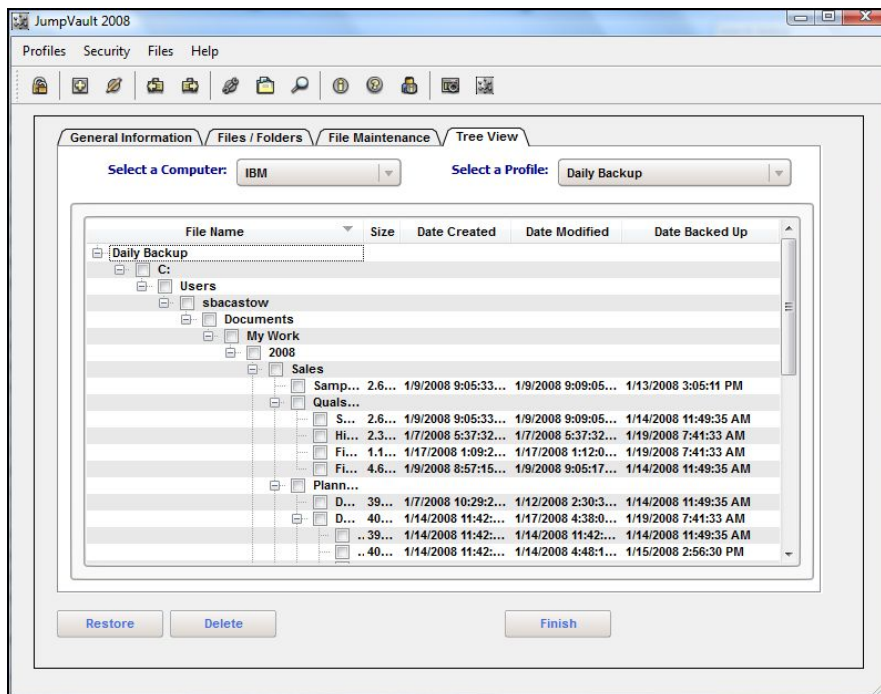 JumpVault 2008
Profiles Security Files Help
General Information Files / Folders File Maintenance Tree View
Select a Computer: IBM Select a Profile: Daily Backup
File Name Size Date Created Date Modified Date Backed Up
Daily Backup
C:
Users
sbacastow
Documents
My Work
2008
Sales
Samp... 2.6... 1/9/2008 9:05:33... 1/9/2008 9:09:05... 1/13/2008 3:05:11 PM
Quals...
S... 2.6... 1/9/2008 9:05:33... 1/9/2008 9:09:05... 1/14/2008 11:49:35 AM
Hi... 2.3... 1/7/2008 5:37:32... 1/7/2008 5:37:32... 1/19/2008 7:41:33 AM
Fi... 1.1... 1/17/2008 1:09:2... 1/17/2008 1:12:0... 1/19/2008 7:41:33 AM
Fi... 4.6... 1/9/2008 8:57:15... 1/9/2008 9:05:17... 1/14/2008 11:49:35 AM
Plann...
D... 39... 1/7/2008 10:29:2... 1/12/2008 2:30:3... 1/14/2008 11:49:35 AM
D... 40... 1/14/2008 11:42:... 1/17/2008 4:38:0... 1/19/2008 7:41:33 AM
.. 39... 1/14/2008 11:42:... 1/14/2008 11:42:... 1/14/2008 11:49:35 AM
.. 40... 1/14/2008 11:42:... 1/14/2008 4:48:1... 1/15/2008 2:56:30 PM
Restore Delete Finish